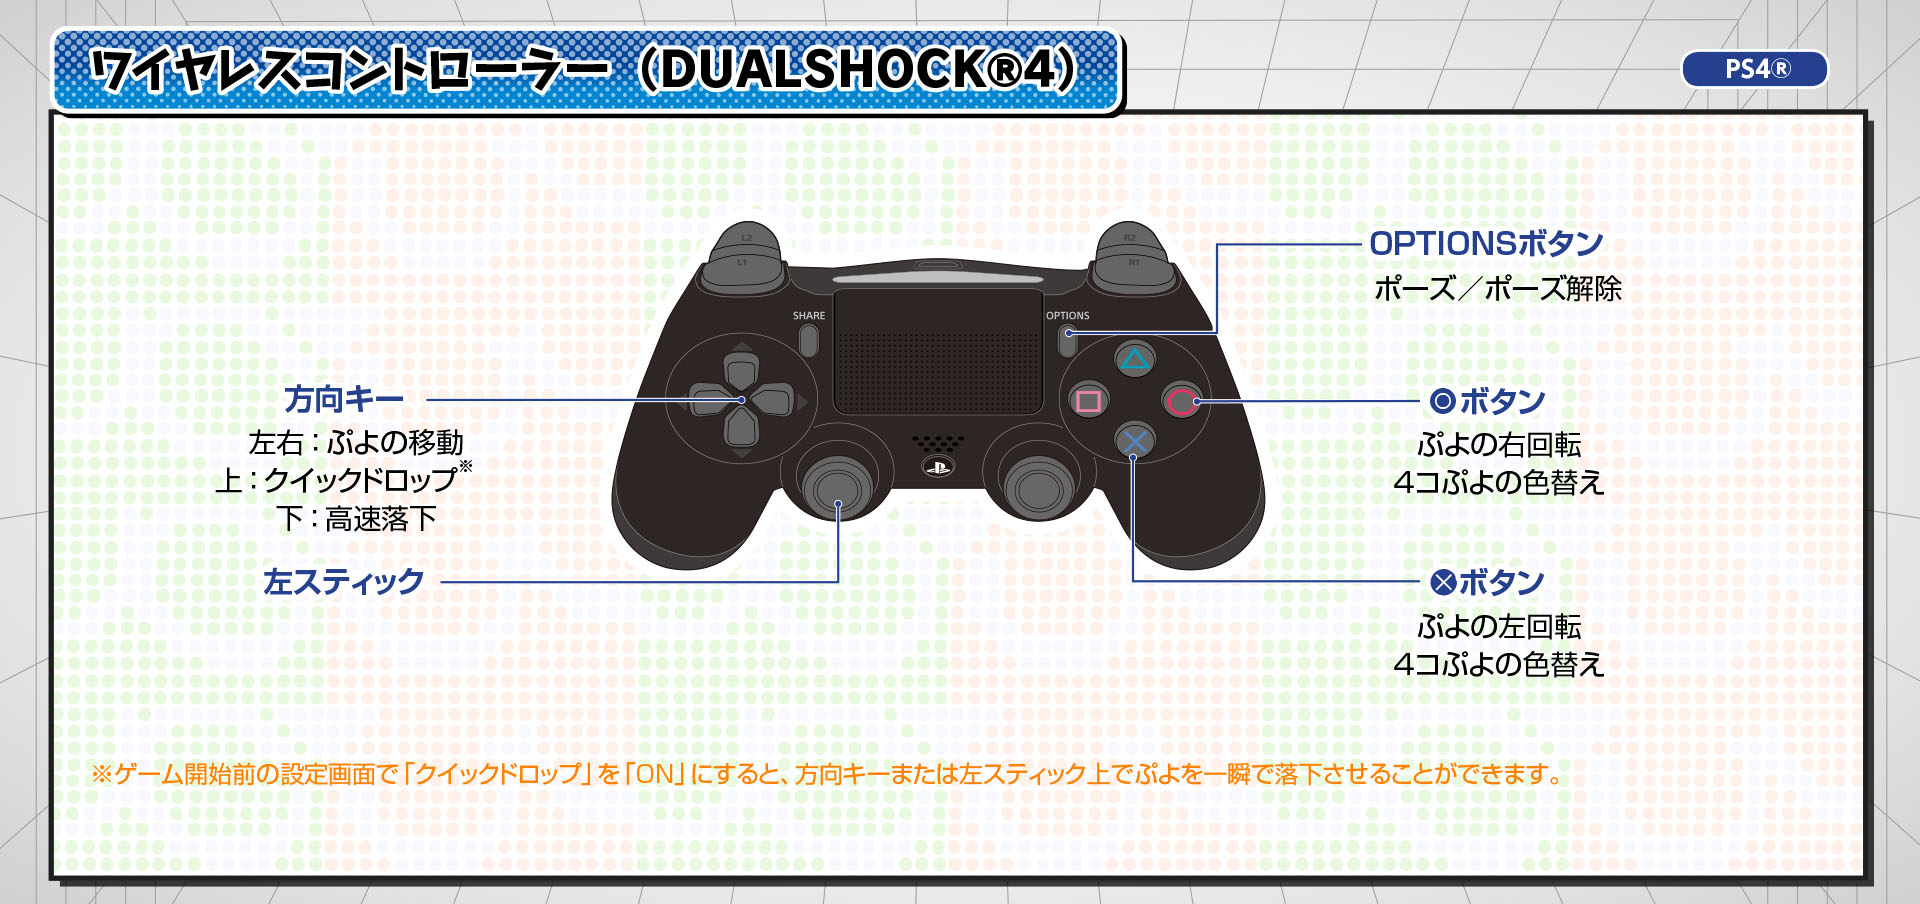 ワイヤレスコントローラー（DUALSHOCK®4）
PS4®
L2
L1
R2
R1
SHARE
OPTIONS
OPTIONSボタン
ポーズ／ポーズ解除
方向キー
左右：ぷよの移動
上：クイックドロップ※
下：高速落下
左スティック
◎ボタン
ぷよの右回転
4コぷよの色替え
⊗ボタン
ぷよの左回転
4コぷよの色替え
※ゲーム開始前の設定画面で「クイックドロップ」を「ON」にすると、方向キーまたは左スティック上でぷよを一瞬で落下させることができます。